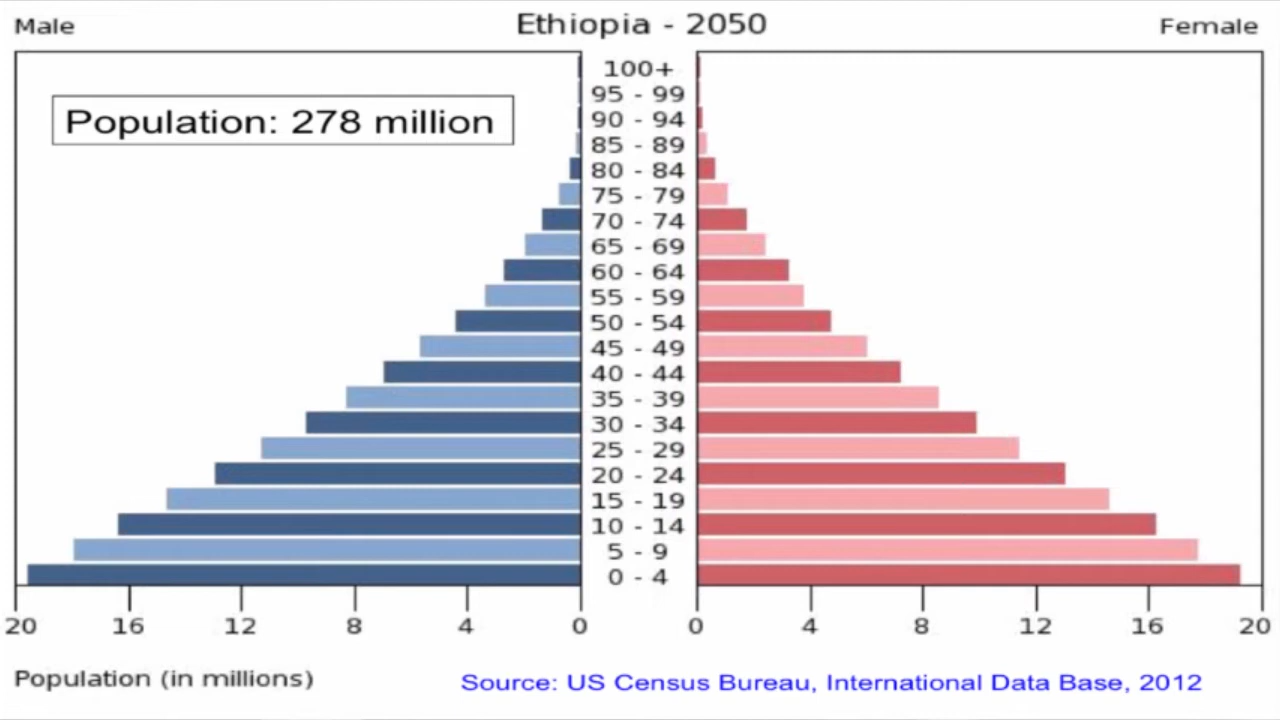 Male Ethiopia - 2050 Female
Population: 278 million
100+
95 - 99
90 - 94
85 - 89
80 - 84
75 - 79
70 - 74
65 - 69
60 - 64
55 - 59
50 - 54
45 - 49
40 - 44
35 - 39
30 - 34
25 - 29
20 - 24
15 - 19
10 - 14
5 - 9
0 - 4
20 16 12 8 4 0 0 4 8 12 16 20
Population (in millions)
Source: US Census Bureau, International Data Base, 2012